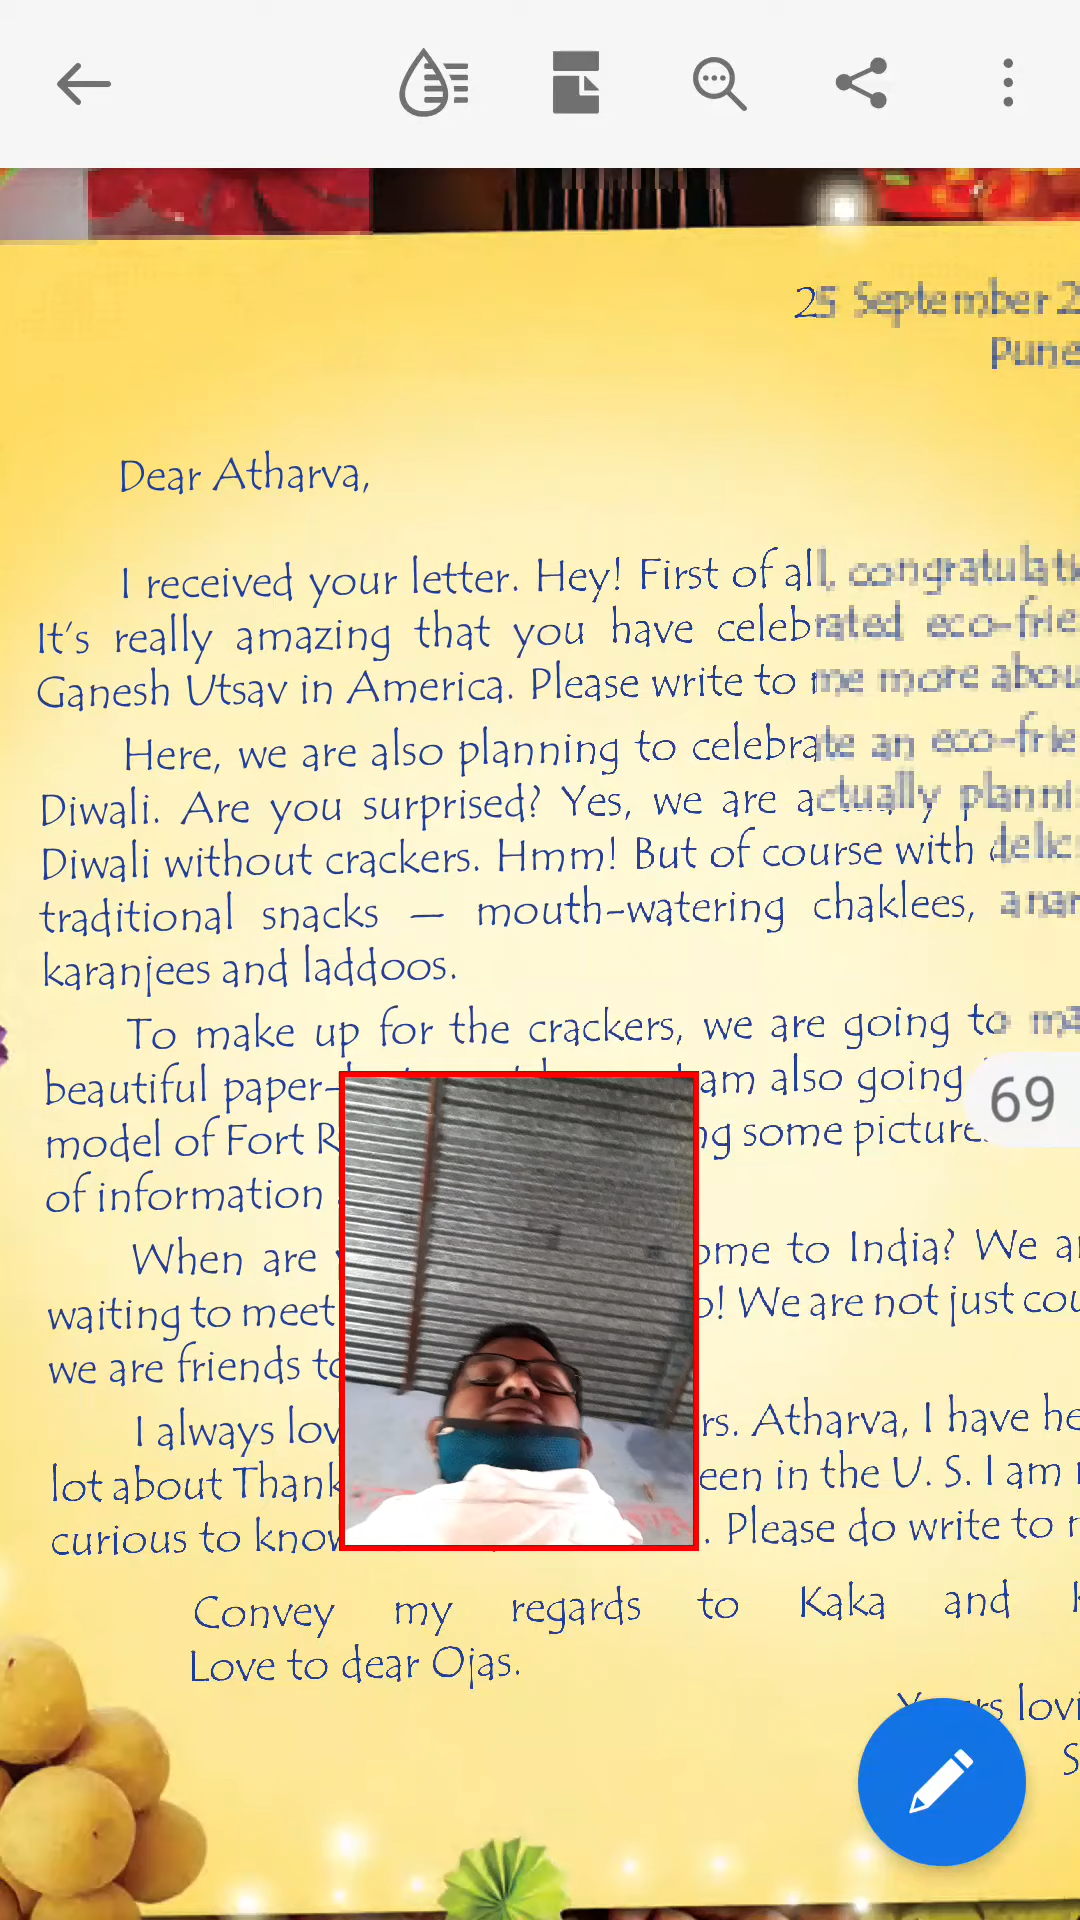 25 September 2
Pune
Dear Atharva,
I received your letter. Hey! First of all, congratulati
It's really amazing that you have celebrated eco-frie
Ganesh Utsav in America. Please write to me more abou
Here, we are also planning to celebrate an eco-frie
Diwali. Are you surprised? Yes, we are actually planni
Diwali without crackers. Hmm! But of course with delic
traditional snacks — mouth-watering chaklees, anar
karanjees and laddoos.
To make up for the crackers, we are going to ma
beautiful paper- am also going
69
model of Fort R ng some picture
of information
When are ome to India? We ar
waiting to meet o! We are not just cou
we are friends to
I always lov rs. Atharva, I have he
lot about Thank een in the U. S. I am
curious to know . Please do write to
Convey my regards to Kaka and
Love to dear Ojas.
Yours lovi
S